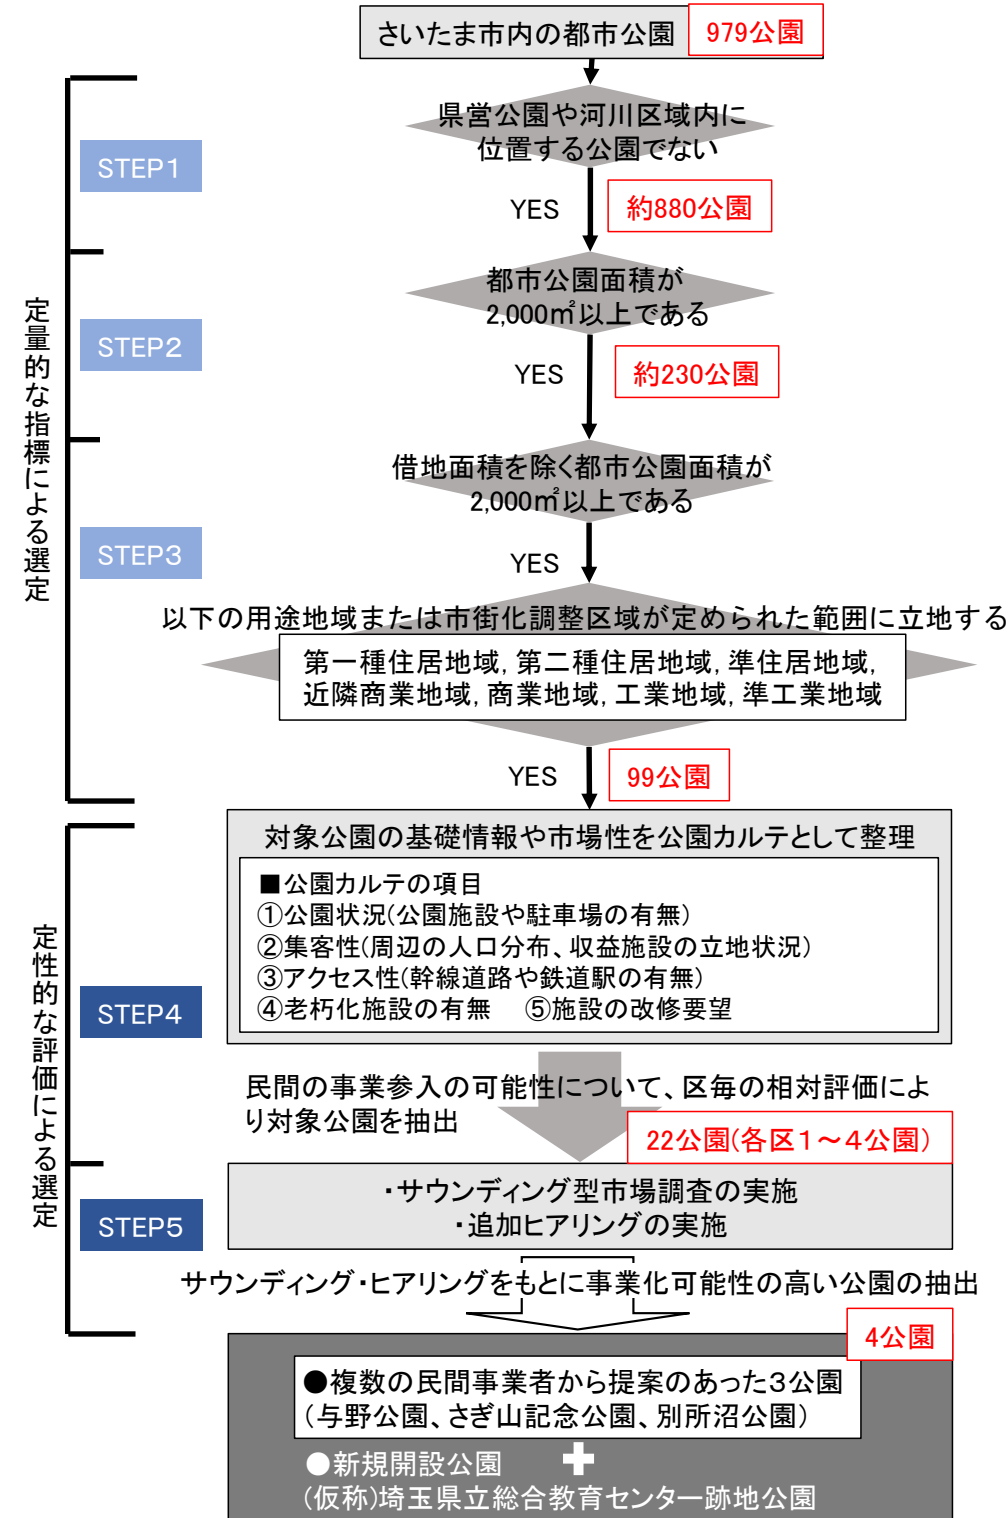 さいたま市内の都市公園
979公園
県営公園や河川区域内に
位置する公園でない
STEP1
YES
約880公園
都市公園面積が
2,000㎡以上である
STEP2
YES
約230公園
定量的な指標による選定
借地面積を除く都市公園面積が
2,000㎡以上である
STEP3
YES
以下の用途地域または市街化調整区域が定められた範囲に立地する
第一種住居地域, 第二種住居地域, 準住居地域,
近隣商業地域, 商業地域, 工業地域, 準工業地域
YES
99公園
対象公園の基礎情報や市場性を公園カルテとして整理
■公園カルテの項目
①公園状況(公園施設や駐車場の有無)
②集客性(周辺の人口分布、収益施設の立地状況)
③アクセス性(幹線道路や鉄道駅の有無)
④老朽化施設の有無 ⑤施設の改修要望
STEP4
定性的な評価による選定
民間の事業参入の可能性について、区毎の相対評価によ
り対象公園を抽出
22公園(各区1～4公園)
・サウンディング型市場調査の実施
・追加ヒアリングの実施
STEP5
サウンディング・ヒアリングをもとに事業化可能性の高い公園の抽出
4公園
●複数の民間事業者から提案のあった3公園
(与野公園、さぎ山記念公園、別所沼公園)
●新規開設公園
(仮称)埼玉県立総合教育センター跡地公園